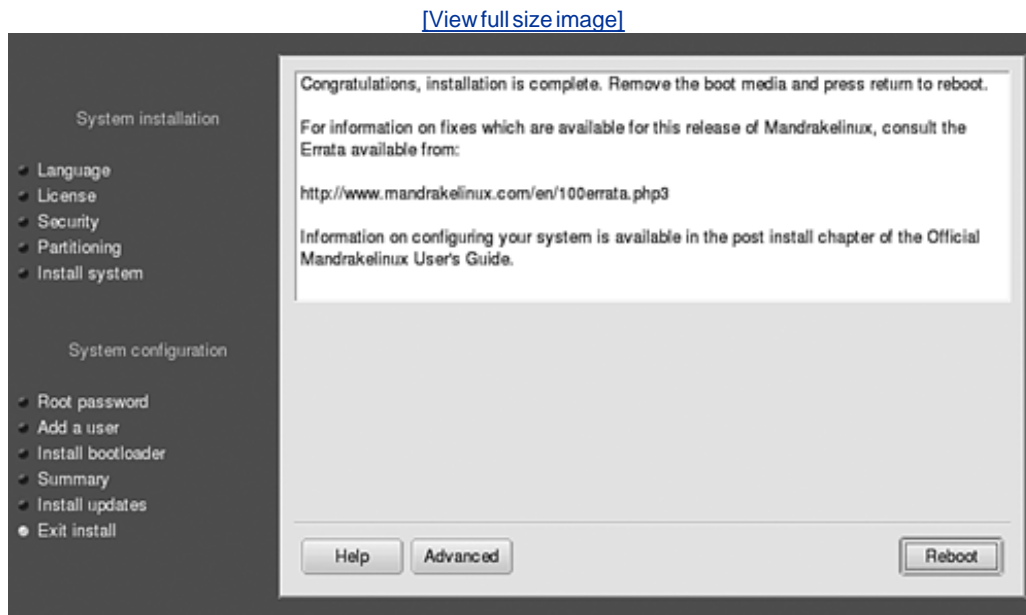 [View full size image]
System installation
Language
License
Security
Partitioning
Install system
System configuration
Root password
Add a user
Install bootloader
Summary
Install updates
Exit install
Congratulations, installation is complete. Remove the boot media and press return to reboot.
For information on fixes which are available for this release of Mandrakelinux, consult the
Errata available from:
http://www.mandrakelinux.com/en/100errata.php3
Information on configuring your system is available in the post install chapter of the Official
Mandrakelinux User's Guide.
Help
Advanced
Reboot